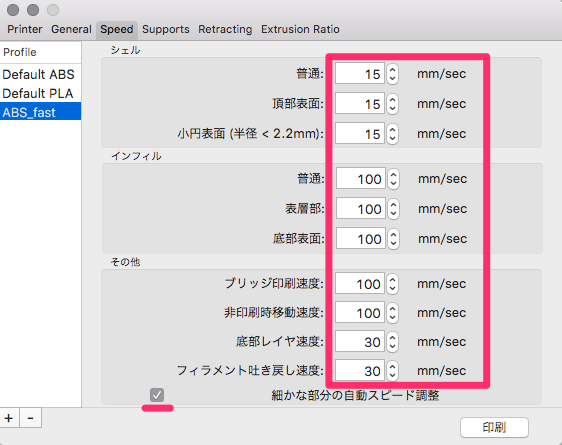 Printer General Speed Supports Retracting Extrusion Ratio
Profile
Default ABS
Default PLA
ABS_fast
シェル
普通: 15 mm/sec
頂部表面: 15 mm/sec
小円表面 (半径 < 2.2mm): 15 mm/sec
インフィル
普通: 100 mm/sec
表層部: 100 mm/sec
底部表面: 100 mm/sec
その他
ブリッジ印刷速度: 100 mm/sec
非印刷時移動速度: 100 mm/sec
底部レイヤ速度: 30 mm/sec
フィラメント吐き戻し速度: 30 mm/sec
細かな部分の自動スピード調整
+ -
印刷